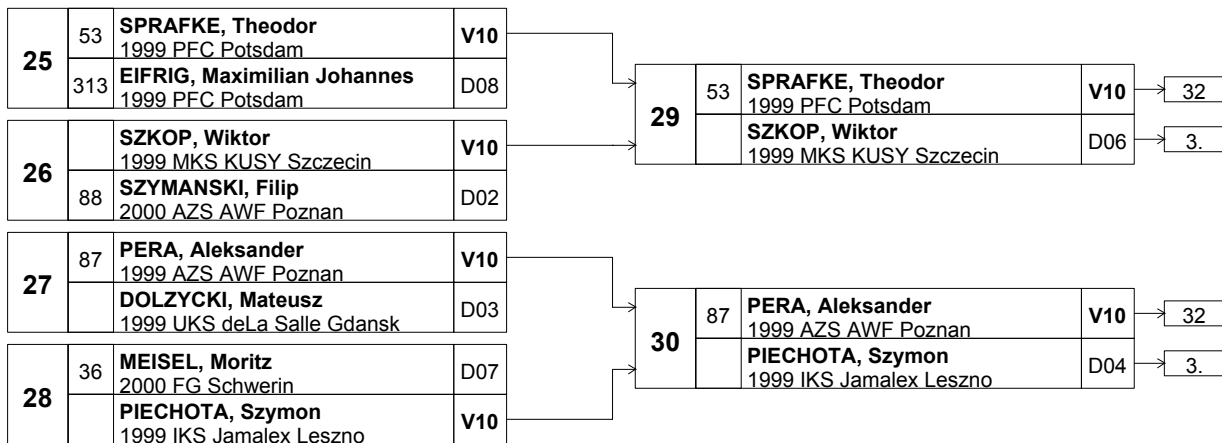 25
53 SPRAFKE, Theodor V10
1999 PFC Potsdam
313 EIFRIG, Maximilian Johannes D08
1999 PFC Potsdam
26
SZKOP, Wiktor V10
1999 MKS KUSY Szczecin
88 SZYMANSKI, Filip D02
2000 AZS AWF Poznan
27
87 PERA, Aleksander V10
1999 AZS AWF Poznan
DOLZYCKI, Mateusz D03
1999 UKS deLa Salle Gdansk
28
36 MEISEL, Moritz D07
2000 FG Schwerin
PIECHOTA, Szymon V10
1999 IKS Jamalex Leszno
29
53 SPRAFKE, Theodor V10 32
1999 PFC Potsdam
SZKOP, Wiktor D06 3.
1999 MKS KUSY Szczecin
30
87 PERA, Aleksander V10 32
1999 AZS AWF Poznan
PIECHOTA, Szymon D04 3.
1999 IKS Jamalex Leszno